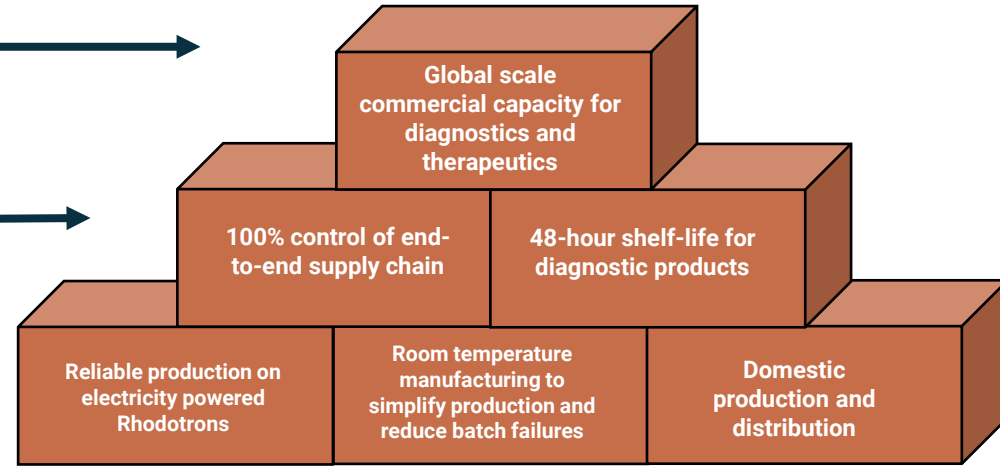 Global scale
commercial capacity for
diagnostics and
therapeutics
100% control of end-
to-end supply chain
48-hour shelf-life for
diagnostic products
Reliable production on
electricity powered
Rhodotrons
Room temperature
manufacturing to
simplify production and
reduce batch failures
Domestic
production and
distribution